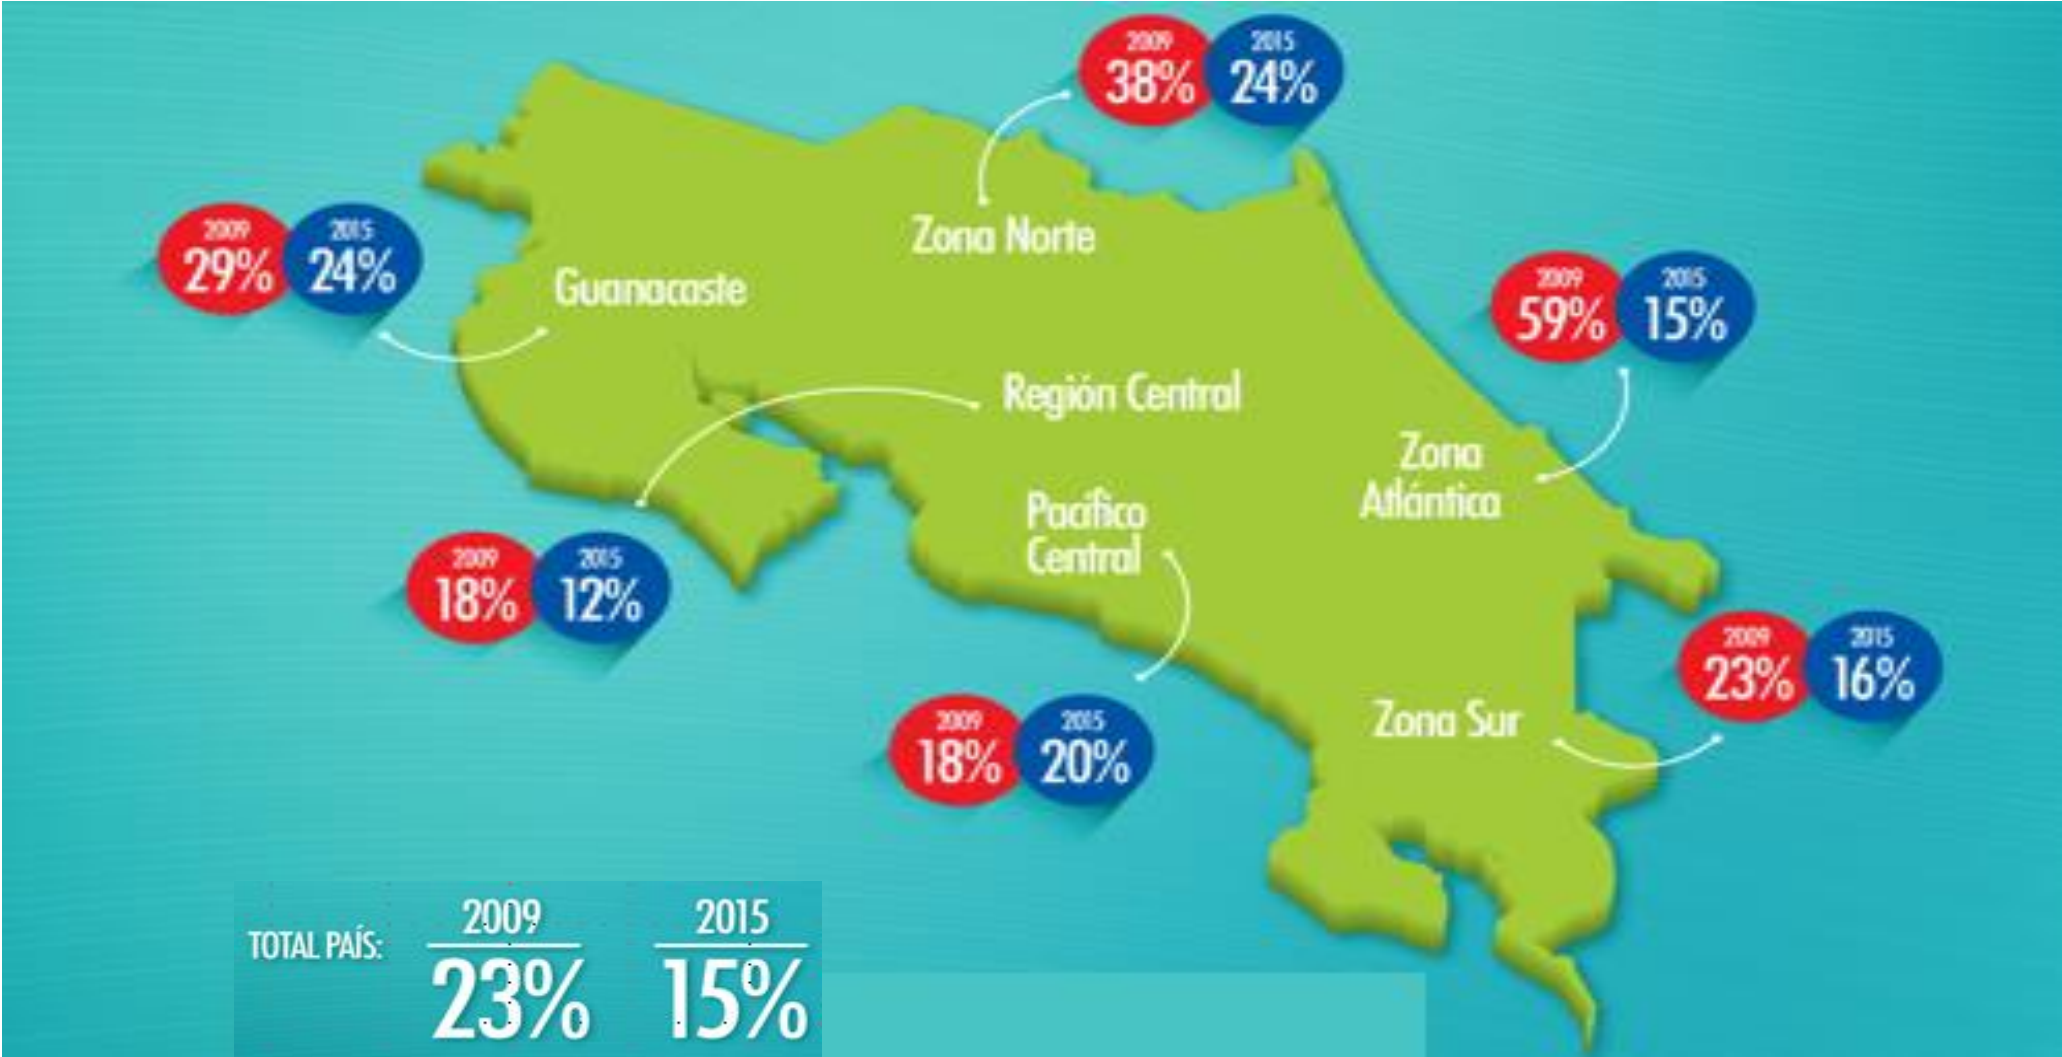 2009 2015
38% 24%
Zona Norte
2009 2015
29% 24%
Guanacaste
2009 2015
59% 15%
Región Central
Zona
Atlántica
Pacífico
Central
2009 2015
18% 12%
2009 2015
23% 16%
Zona Sur
2009 2015
18% 20%
TOTAL PAÍS:
2009 2015
23% 15%